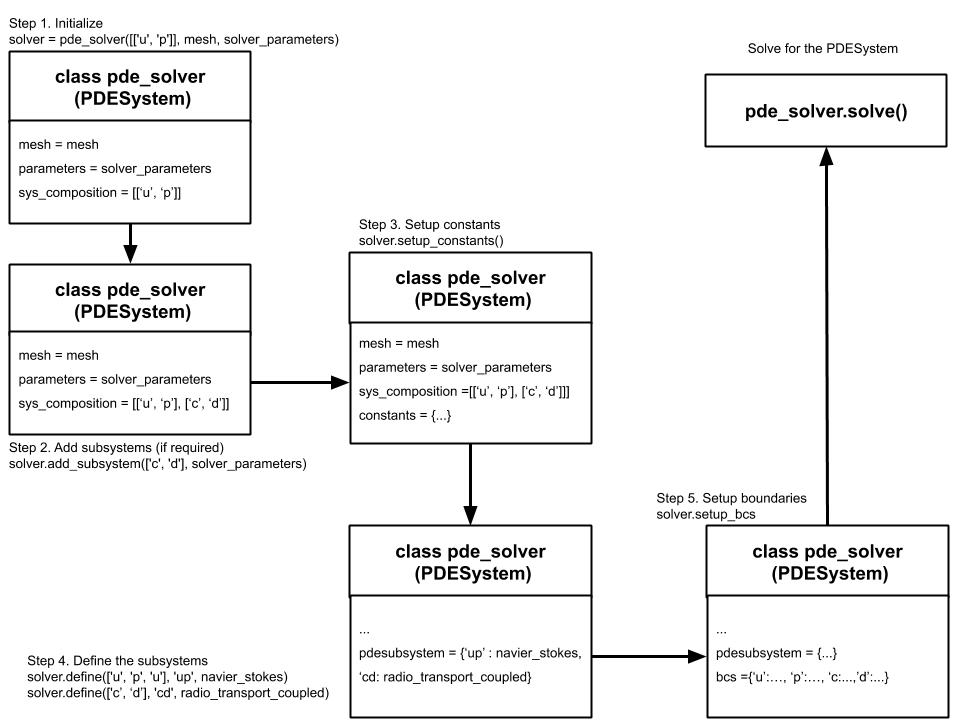 Step 1. Initialize
solver = pde_solver([['u', 'p']], mesh, solver_parameters)
class pde_solver
(PDESystem)
mesh = mesh
parameters = solver_parameters
sys_composition = [[‘u’, ‘p’]]
class pde_solver
(PDESystem)
mesh = mesh
parameters = solver_parameters
sys_composition = [[‘u’, ‘p’], [‘c’, ‘d’]]
Step 2. Add subsystems (if required)
solver.add_subsystem(['c', 'd'], solver_parameters)
Step 3. Setup constants
solver.setup_constants()
class pde_solver
(PDESystem)
mesh = mesh
parameters = solver_parameters
sys_composition =[[‘u’, ‘p’], [‘c’, ‘d’]]]
constants = {...}
Step 4. Define the subsystems
solver.define(['u', 'p', 'u'], 'up', navier_stokes)
solver.define([‘c’, ‘d’], 'cd', radio_transport_coupled)
class pde_solver
(PDESystem)
...
pdesubsystem = {‘up’ : navier_stokes,
‘cd: radio_transport_coupled}
Step 5. Setup boundaries
solver.setup_bcs
class pde_solver
(PDESystem)
...
pdesubsystem = {...}
bcs ={‘u’:…, ‘p’:…, ‘c:...,’d’:...}
Solve for the PDESystem
pde_solver.solve()